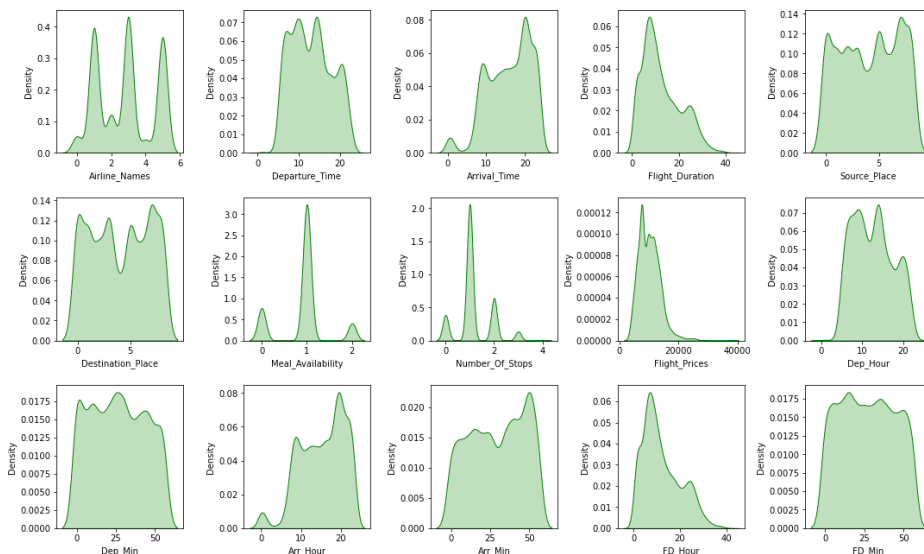 Density 0.4 0.3 0.2 0.1 0.0 0 2 4 6 Airline_Names
Density 0.07 0.06 0.05 0.04 0.03 0.02 0.01 0.00 0 10 20 Departure_Time
Density 0.08 0.06 0.04 0.02 0.00 0 10 20 Arrival_Time
Density 0.06 0.05 0.04 0.03 0.02 0.01 0.00 0 20 40 Flight_Duration
Density 0.14 0.12 0.10 0.08 0.06 0.04 0.02 0.00 0 5 Source_Place
Density 0.14 0.12 0.10 0.08 0.06 0.04 0.02 0.00 0 5 Destination_Place
Density 3.0 2.5 2.0 1.5 1.0 0.5 0.0 0 1 2 Meal_Availability
Density 2.0 1.5 1.0 0.5 0.0 0 2 4 Number_Of_Stops
Density 0.00012 0.00010 0.00008 0.00006 0.00004 0.00002 0.00000 0 20000 40000 Flight_Prices
Density 0.07 0.06 0.05 0.04 0.03 0.02 0.01 0.00 0 10 20 Dep_Hour
Density 0.0175 0.0150 0.0125 0.0100 0.0075 0.0050 0.0025 0.0000 0 25 50 Dep_Min
Density 0.08 0.06 0.04 0.02 0.00 0 10 20 Arr_Hour
Density 0.020 0.015 0.010 0.005 0.000 0 20 40 60 Arr_Min
Density 0.06 0.05 0.04 0.03 0.02 0.01 0.00 0 20 40 FD_Hour
Density 0.0175 0.0150 0.0125 0.0100 0.0075 0.0050 0.0025 0.0000 0 25 50 FD_Min